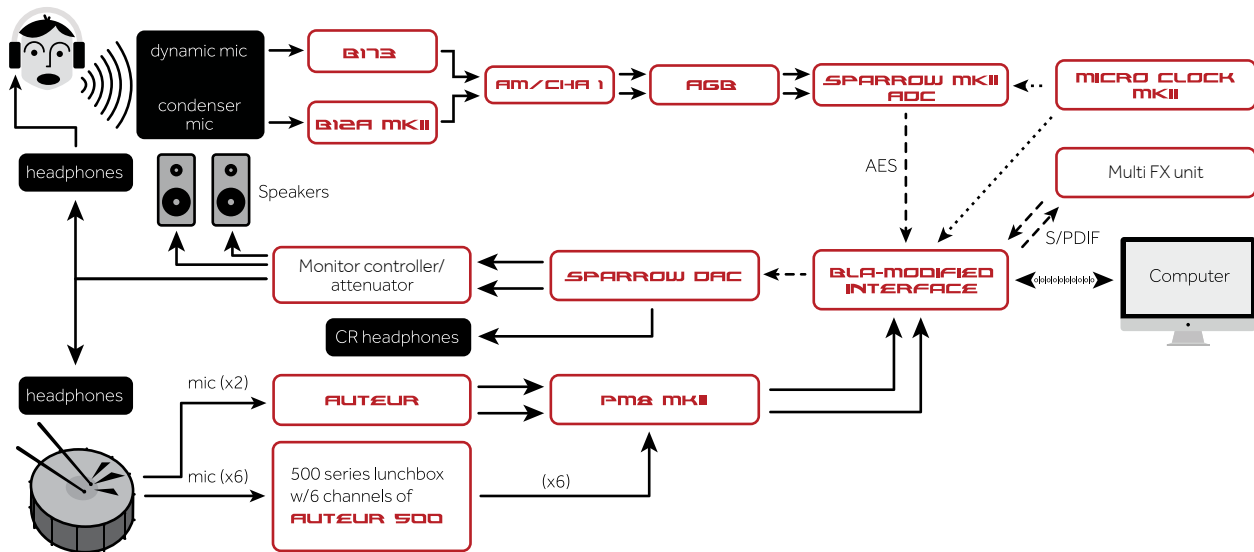 dynamic mic
condenser
mic
B173
B12A MKII
AM/CHA 1
AGB
SPARROW MKII
ADC
MICRO CLOCK
MKII
headphones
Speakers
AES
Multi FX unit
S/PDIF
Monitor controller/
attenuator
SPARROW DAC
BLA-MODIFIED
INTERFACE
Computer
CR headphones
headphones
mic (x2)
AUTEUR
PM8 MKII
mic (x6)
500 series lunchbox
w/6 channels of
AUTEUR 500
(x6)